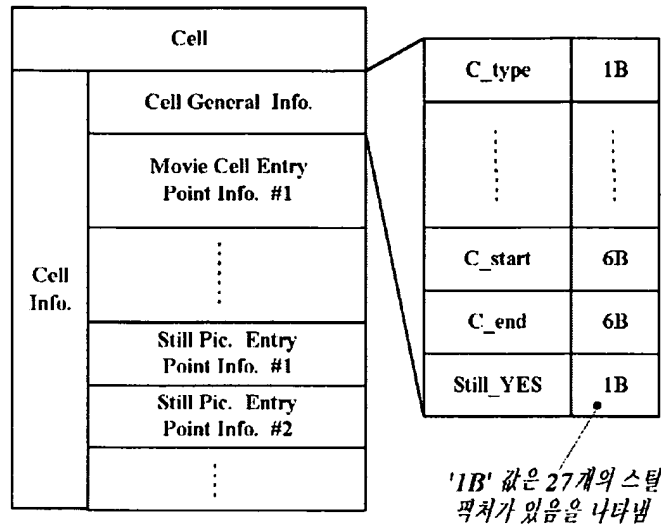 Cell
Cell General Info.
Movie Cell Entry
Point Info. #1
Cell
Info.
Still Pic. Entry
Point Info. #1
Still Pic. Entry
Point Info. #2
C_type 1B
C_start 6B
C_end 6B
Still_YES 1B
'1B' 값은 27개의 스틸
픽처가 있음을 나타냄